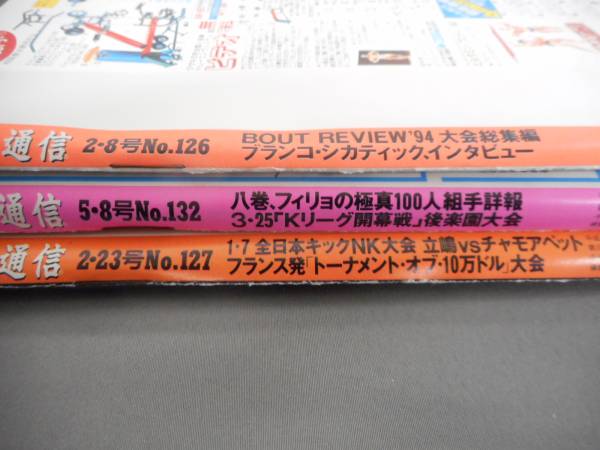 ビデオ
通信 2・8号No.126 BOUT REVIEW'94 大会総集編
ブランコ・シカティック、インタビュー
通信 5・8号No.132 八巻、フィリョの極真100人組手詳報
3・25「Kリーグ開幕戦」後楽園大会
通信 2・23号No.127 1・7 全日本キックNK大会 立嶋vsチャモアペット
フランス発「トーナメント・オブ・10万ドル」大会